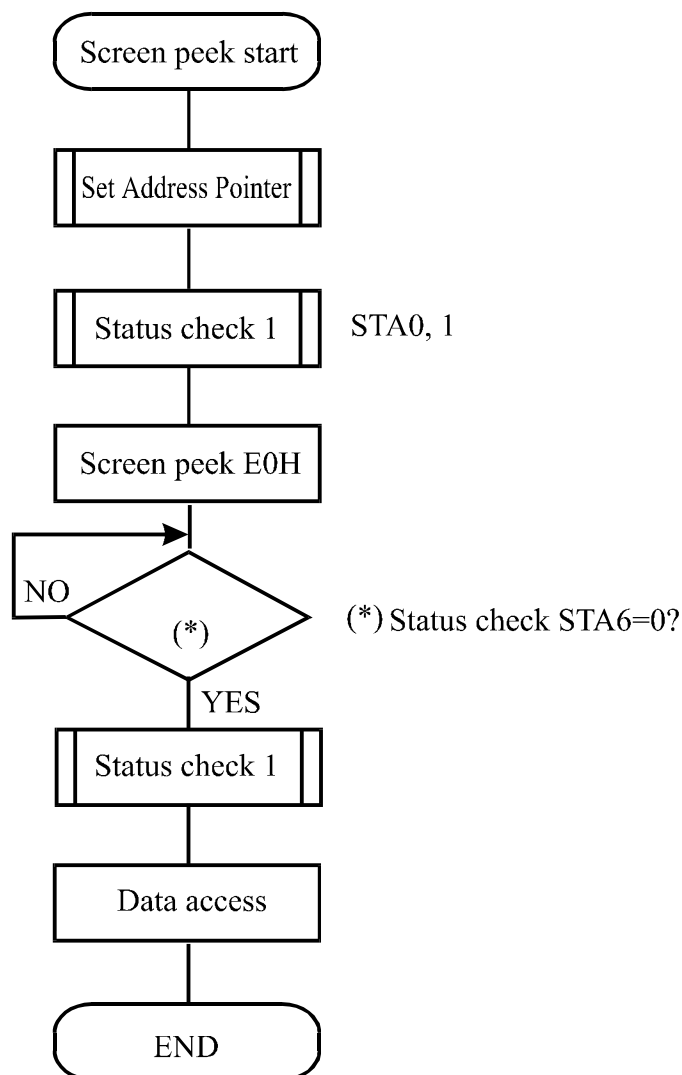 Screen peek start
Set Address Pointer
Status check 1
STA0, 1
Screen peek E0H
NO
(*)
(*) Status check STA6=0?
YES
Status check 1
Data access
END